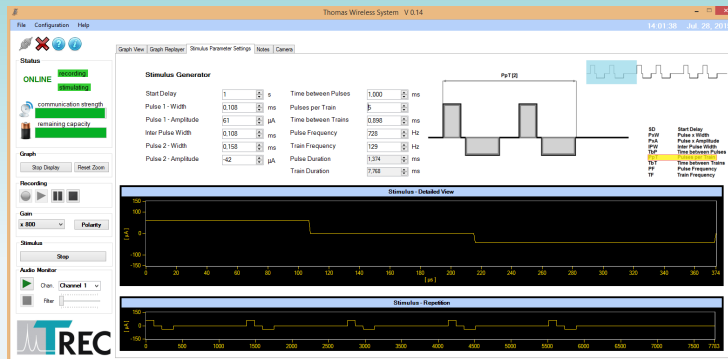 Thomas Wireless System V 0.14
File Configuration Help
14:01:38 Jul. 28, 201
Graph View Graph Replayer Stimulus Parameter Settings Notes Camera
Status
ONLINE
recording
stimulating
communication strength
remaining capacity
Graph
Stop Display Reset Zoom
Recording
Gain
x 800 Polarity
Stimulus
Stop
Audio Monitor
Chan. Channel 1
Filter
TREC
Stimulus Generator
Start Delay 1 s Time between Pulses 1,000 ms
Pulse 1 - Width 0,108 ms Pulses per Train 5
Pulse 1 - Amplitude 61 µA Time between Trains 0,898 ms
Inter Pulse Width 0,108 ms Pulse Frequency 728 Hz
Pulse 2 - Width 0,158 ms Train Frequency 129 Hz
Pulse 2 - Amplitude -42 µA Pulse Duration 1,374 ms
Train Duration 7,768 ms
PpT [2]
SD Start Delay
PxW Pulse x Width
PxA Pulse x Amplitude
IPW Inter Pulse Width
TbP Time between Pulses
PpT Pulses per Train
TbT Time between Trains
PF Pulse Frequency
TF Train Frequency
Stimulus - Detailed View
150
100
0
-100
-150
[µA]
0 20 40 60 80 100 120 140 160 180 200 220 240 260 280 300 320 340 360 374
[µs]
Stimulus - Repetition
150
0
-150
[µA]
0 500 1000 1500 2000 2500 3000 3500 4000 4500 5000 5500 6000 6500 7000 7500